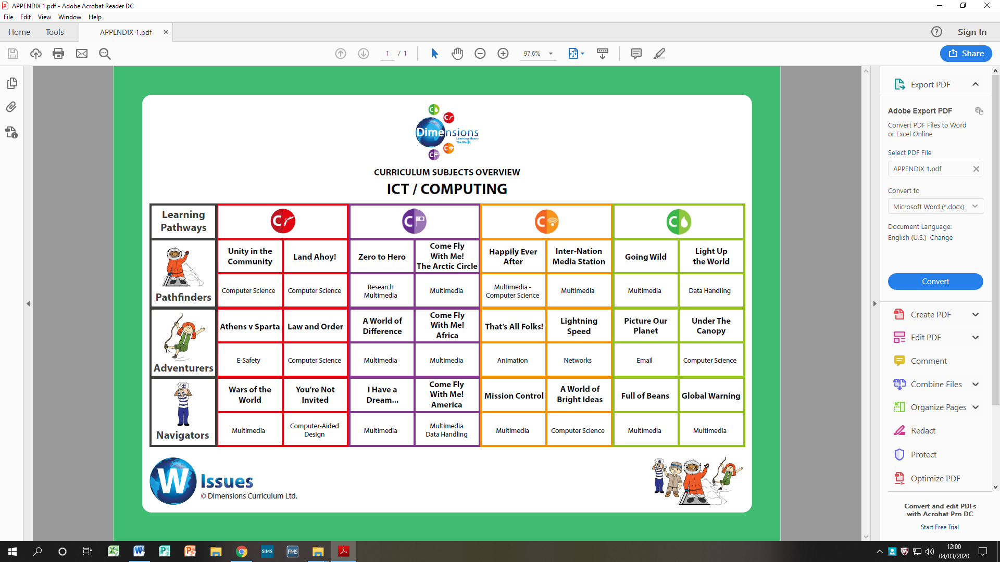 APPENDIX 1.pdf - Adobe Acrobat Reader DC
File Edit View Window Help
Home Tools APPENDIX 1.pdf × Sign In
1 / 1 97.6% Share
Export PDF
Adobe Export PDF
Convert PDF Files to Word
or Excel Online
Select PDF File
APPENDIX 1.pdf
Convert to
Microsoft Word (*.docx)
Document Language:
English (U.S.) Change
Convert
Create PDF
Edit PDF
Comment
Combine Files
Organize Pages
Redact
Protect
Optimize PDF
Convert and edit PDFs
with Acrobat Pro DC
Start Free Trial
C
C
Dimensions
Learning Means
The World
C
C
CURRICULUM SUBJECTS OVERVIEW
ICT / COMPUTING
Learning
Pathways
C
C
C
C
Pathfinders
Unity in the
Community
Land Ahoy!
Zero to Hero
Come Fly
With Me!
The Arctic Circle
Happily Ever
After
Inter-Nation
Media Station
Going Wild
Light Up
the World
Computer Science
Computer Science
Research
Multimedia
Multimedia
Multimedia -
Computer Science
Multimedia
Multimedia
Data Handling
Adventurers
Athens v Sparta
Law and Order
A World of
Difference
Come Fly
With Me!
Africa
That's All Folks!
Lightning
Speed
Picture Our
Planet
Under The
Canopy
E-Safety
Computer Science
Multimedia
Multimedia
Animation
Networks
Email
Computer Science
Navigators
Wars of the
World
You're Not
Invited
I Have a
Dream...
Come Fly
With Me!
America
Mission Control
A World of
Bright Ideas
Full of Beans
Global Warning
Multimedia
Computer-Aided
Design
Multimedia
Multimedia
Data Handling
Multimedia
Computer Science
Multimedia
Multimedia
W Issues
© Dimensions Curriculum Ltd.
SIMS
FMS
12:00
04/03/2020